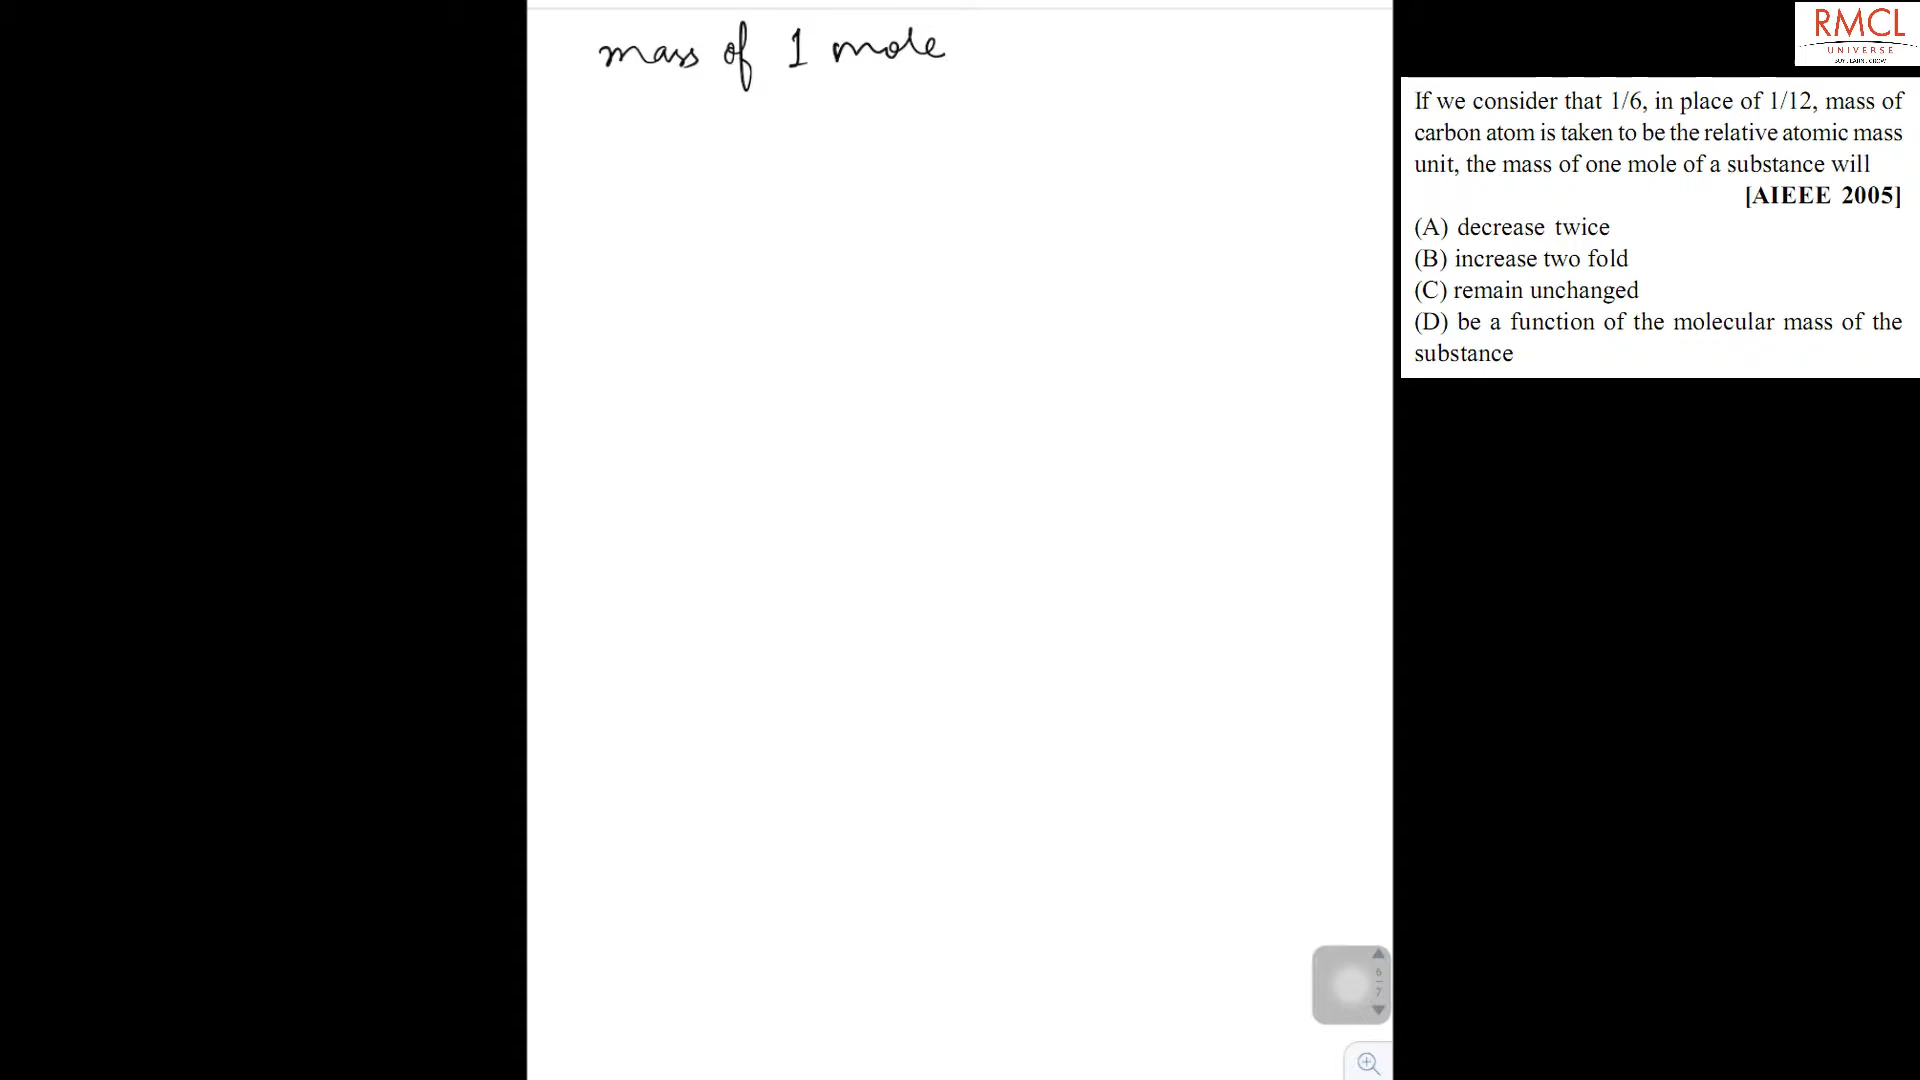 mass of 1 mole
RMCL
UNIVERSE
If we consider that 1/6, in place of 1/12, mass of
carbon atom is taken to be the relative atomic mass
unit, the mass of one mole of a substance will
[AIEEE 2005]
(A) decrease twice
(B) increase two fold
(C) remain unchanged
(D) be a function of the molecular mass of the
substance
6
7